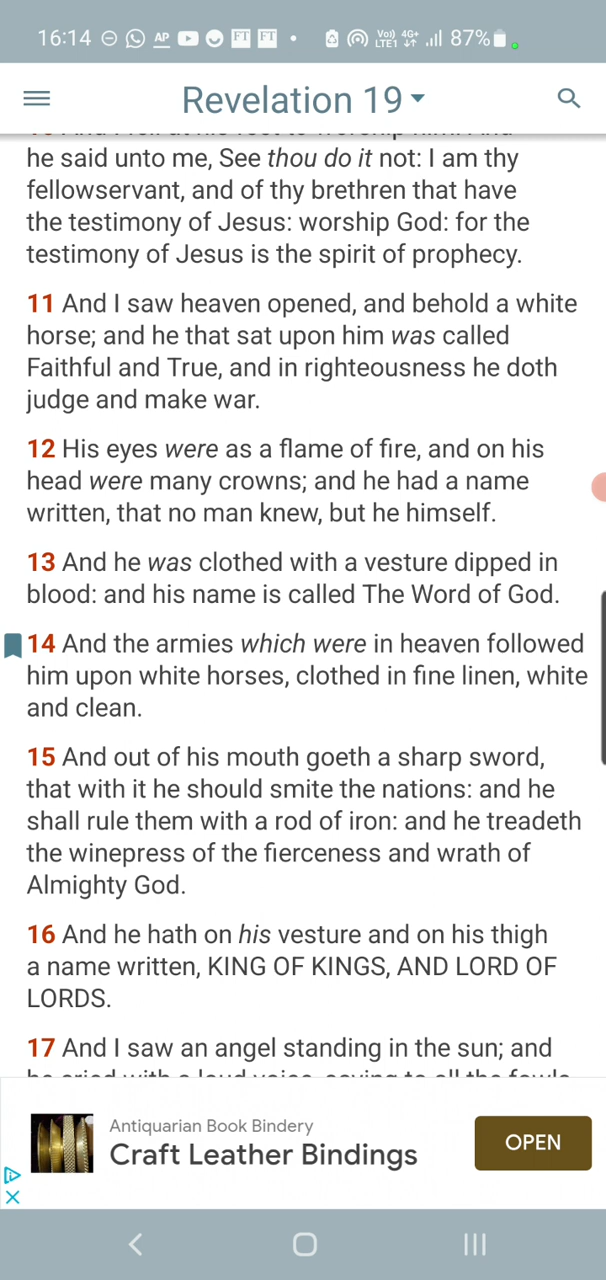 16:14 AP FT FT Vo)) LTE1 4G+ 87%
Revelation 19
he said unto me, See thou do it not: I am thy
fellowservant, and of thy brethren that have
the testimony of Jesus: worship God: for the
testimony of Jesus is the spirit of prophecy.
11 And I saw heaven opened, and behold a white
horse; and he that sat upon him was called
Faithful and True, and in righteousness he doth
judge and make war.
12 His eyes were as a flame of fire, and on his
head were many crowns; and he had a name
written, that no man knew, but he himself.
13 And he was clothed with a vesture dipped in
blood: and his name is called The Word of God.
14 And the armies which were in heaven followed
him upon white horses, clothed in fine linen, white
and clean.
15 And out of his mouth goeth a sharp sword,
that with it he should smite the nations: and he
shall rule them with a rod of iron: and he treadeth
the winepress of the fierceness and wrath of
Almighty God.
16 And he hath on his vesture and on his thigh
a name written, KING OF KINGS, AND LORD OF
LORDS.
17 And I saw an angel standing in the sun; and
Antiquarian Book Bindery
Craft Leather Bindings
OPEN